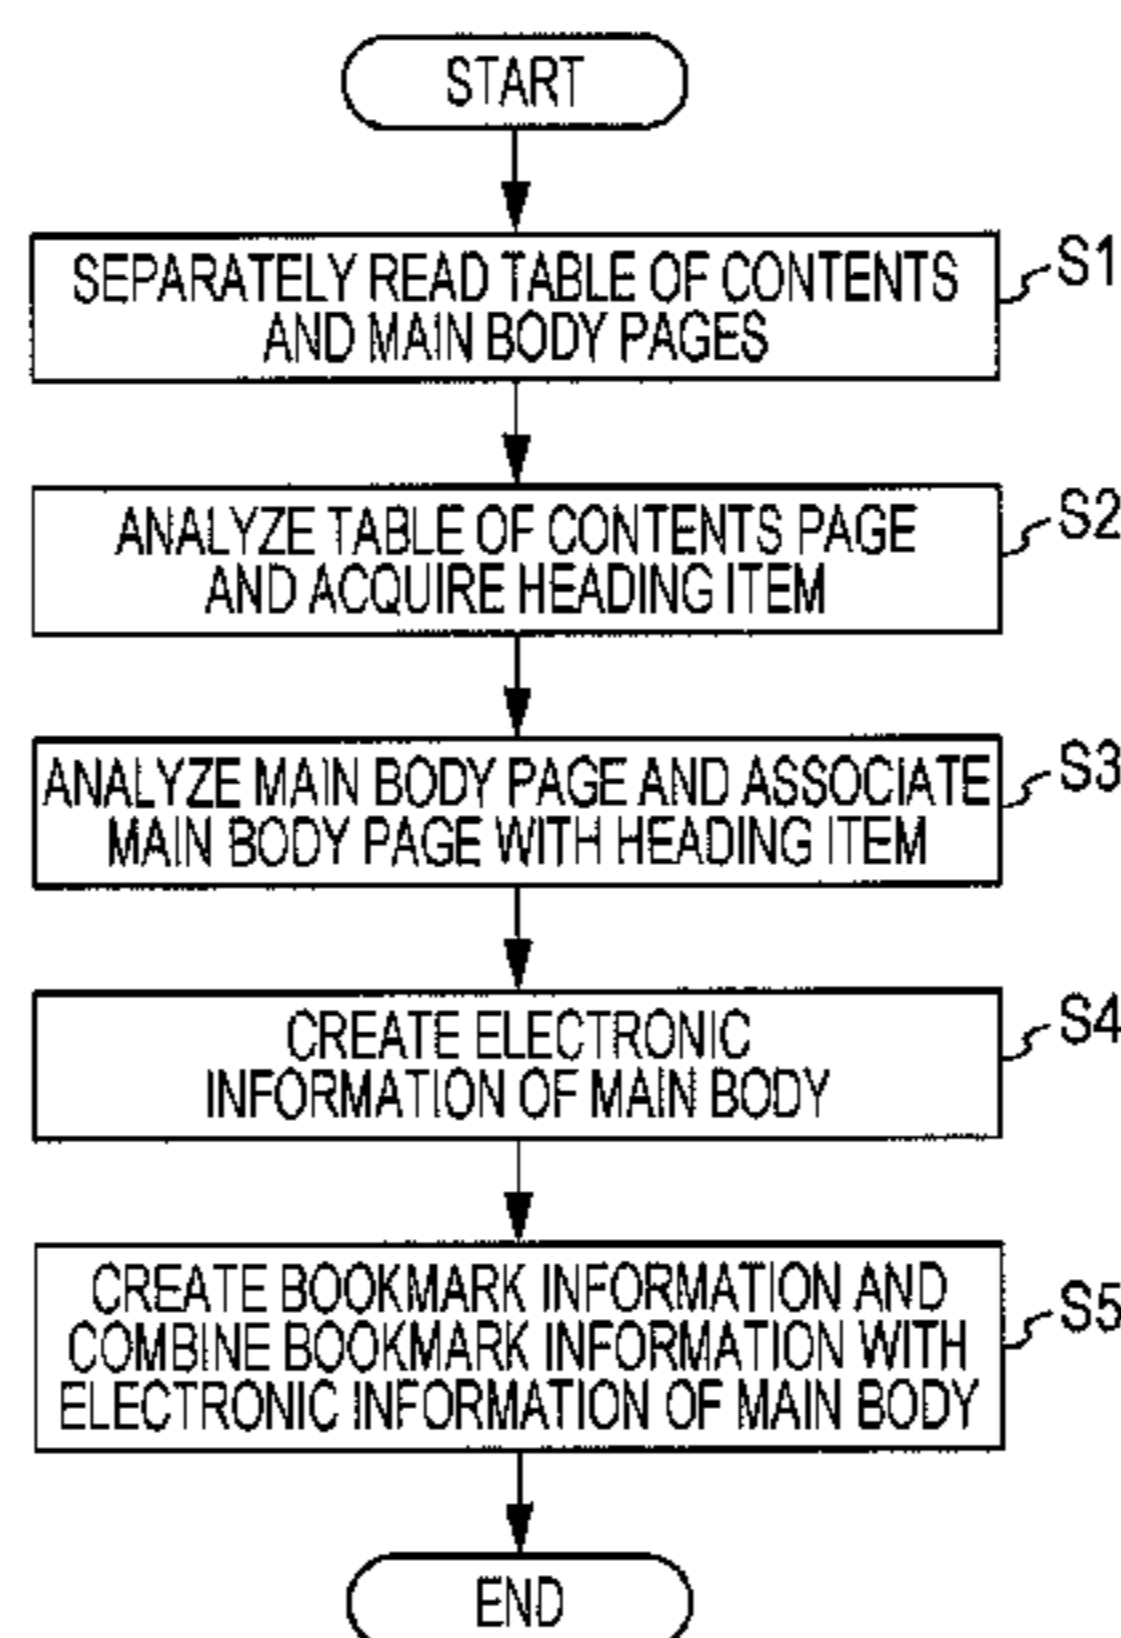 START
SEPARATELY READ TABLE OF CONTENTS
AND MAIN BODY PAGES
S1
ANALYZE TABLE OF CONTENTS PAGE
AND ACQUIRE HEADING ITEM
S2
ANALYZE MAIN BODY PAGE AND ASSOCIATE
MAIN BODY PAGE WITH HEADING ITEM
S3
CREATE ELECTRONIC
INFORMATION OF MAIN BODY
S4
CREATE BOOKMARK INFORMATION AND
COMBINE BOOKMARK INFORMATION WITH
ELECTRONIC INFORMATION OF MAIN BODY
S5
END